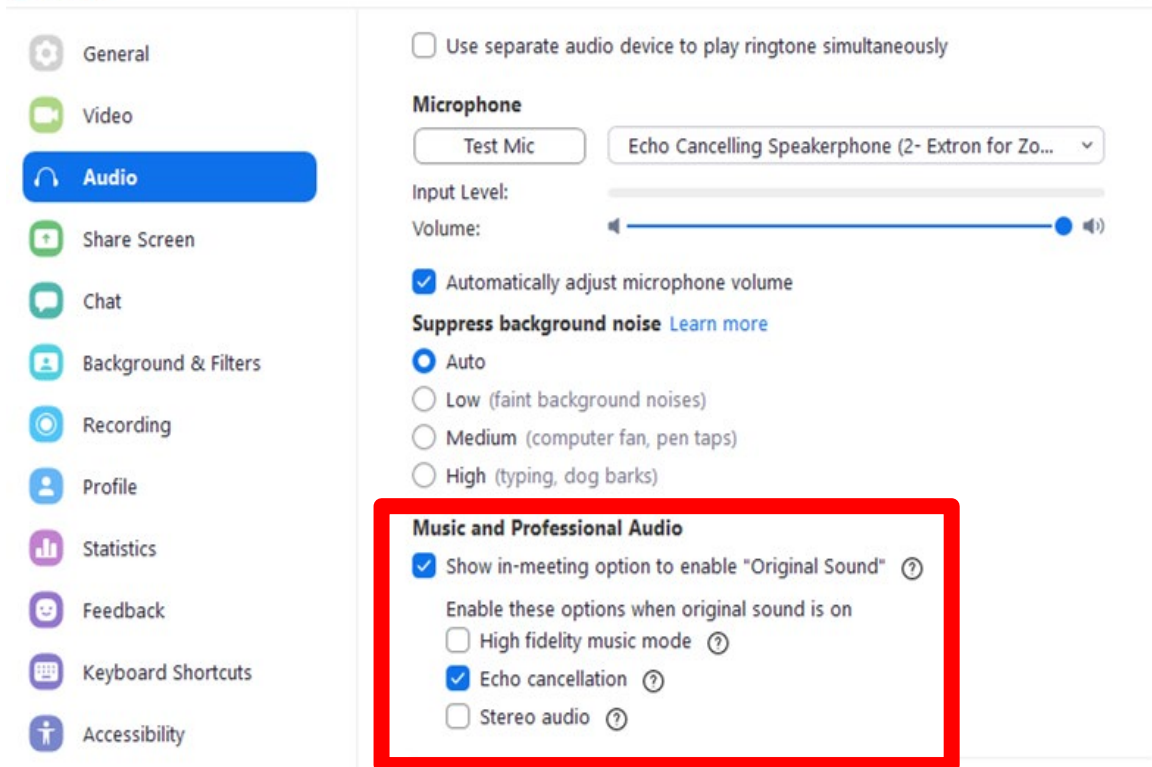 General
Video
Audio
Share Screen
Chat
Background & Filters
Recording
Profile
Statistics
Feedback
Keyboard Shortcuts
Accessibility
Use separate audio device to play ringtone simultaneously
Microphone
Test Mic
Echo Cancelling Speakerphone (2- Extron for Zo...
Input Level:
Volume:
Automatically adjust microphone volume
Suppress background noise Learn more
Auto
Low (faint background noises)
Medium (computer fan, pen taps)
High (typing, dog barks)
Music and Professional Audio
Show in-meeting option to enable "Original Sound" ?
Enable these options when original sound is on
High fidelity music mode ?
Echo cancellation ?
Stereo audio ?